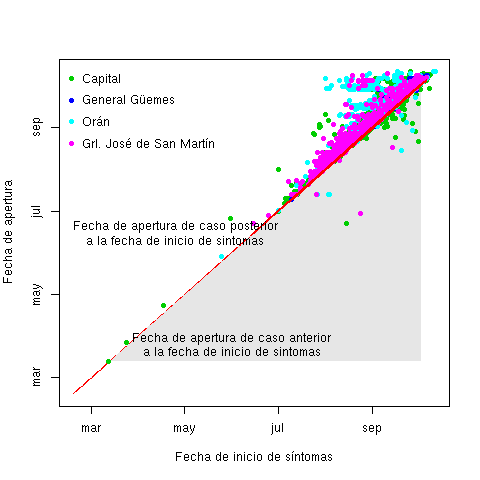 Capital
General Güemes
Orán
Grl. José de San Martín
Fecha de apertura de caso posterior
a la fecha de inicio de sintomas
Fecha de apertura de caso anterior
a la fecha de inicio de sintomas
Fecha de apertura
sep
jul
may
mar
mar may jul sep
Fecha de inicio de síntomas